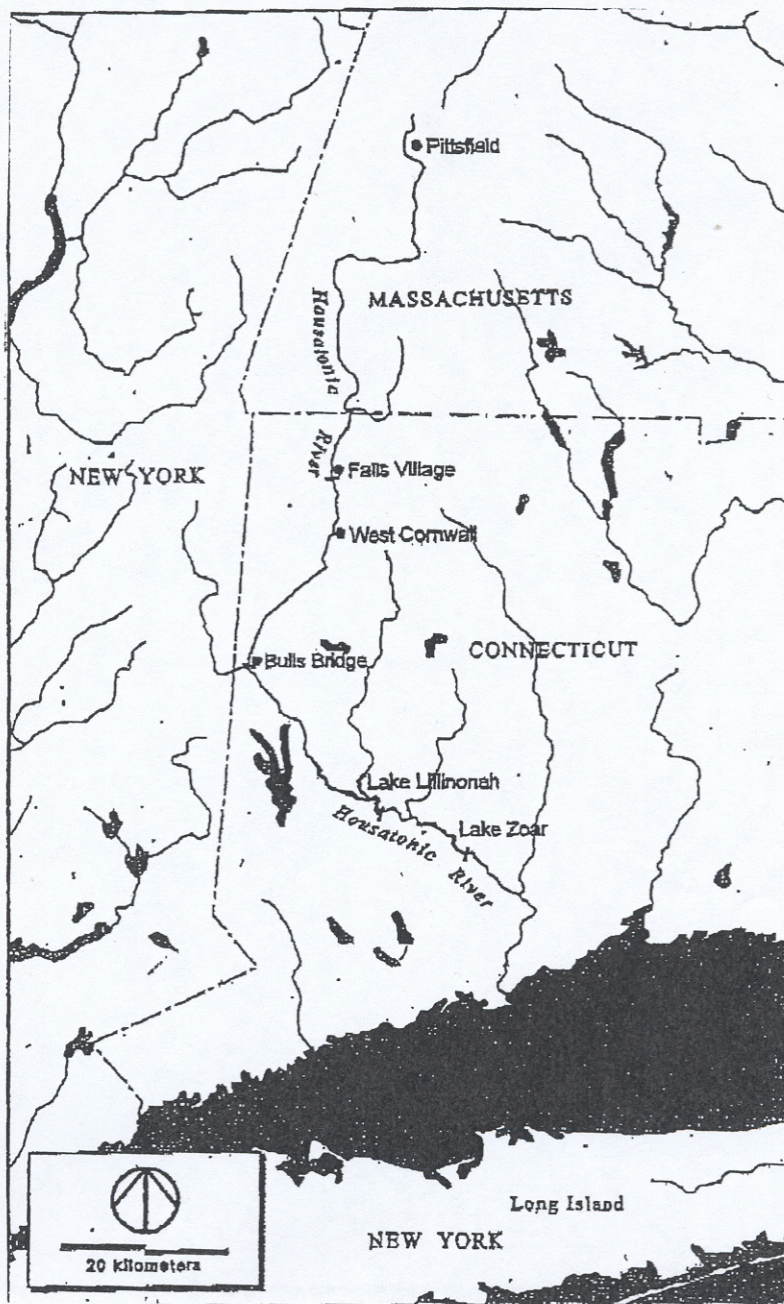 Pittsfield
MASSACHUSETTS
Housatonic
River
Falls Village
NEW YORK
West Cornwall
CONNECTICUT
Bulls Bridge
Lake Lillinonah
Lake Zoar
Housatonic River
Long Island
NEW YORK
20 kilometers